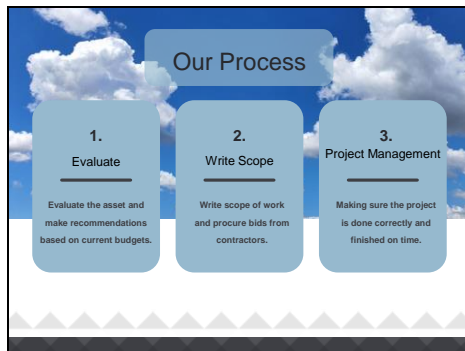 Our Process
1.
Evaluate
Evaluate the asset and
make recommendations
based on current budgets.
2.
Write Scope
Write scope of work
and procure bids from
contractors.
3.
Project Management
Making sure the project
is done correctly and
finished on time.